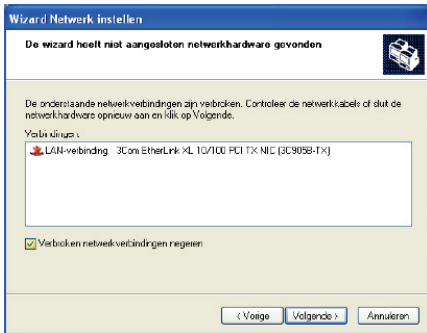 Wizard Netwerk instellen
De wizard heeft niet aangesloten netwerkhardware gevonden
De onderstaande netwerkverbindingen zijn verbroken. Controleer de netwerkkabels of sluit de
netwerkhardware opnieuw aan en klik op Volgende.
Verbindingen:
LAN-verbinding 3Com EtherLink XL 10/100 PCI TX NIC (3C905B-TX)
Verbroken netwerkverbindingen negeren
< Vorige Volgende > Annuleren